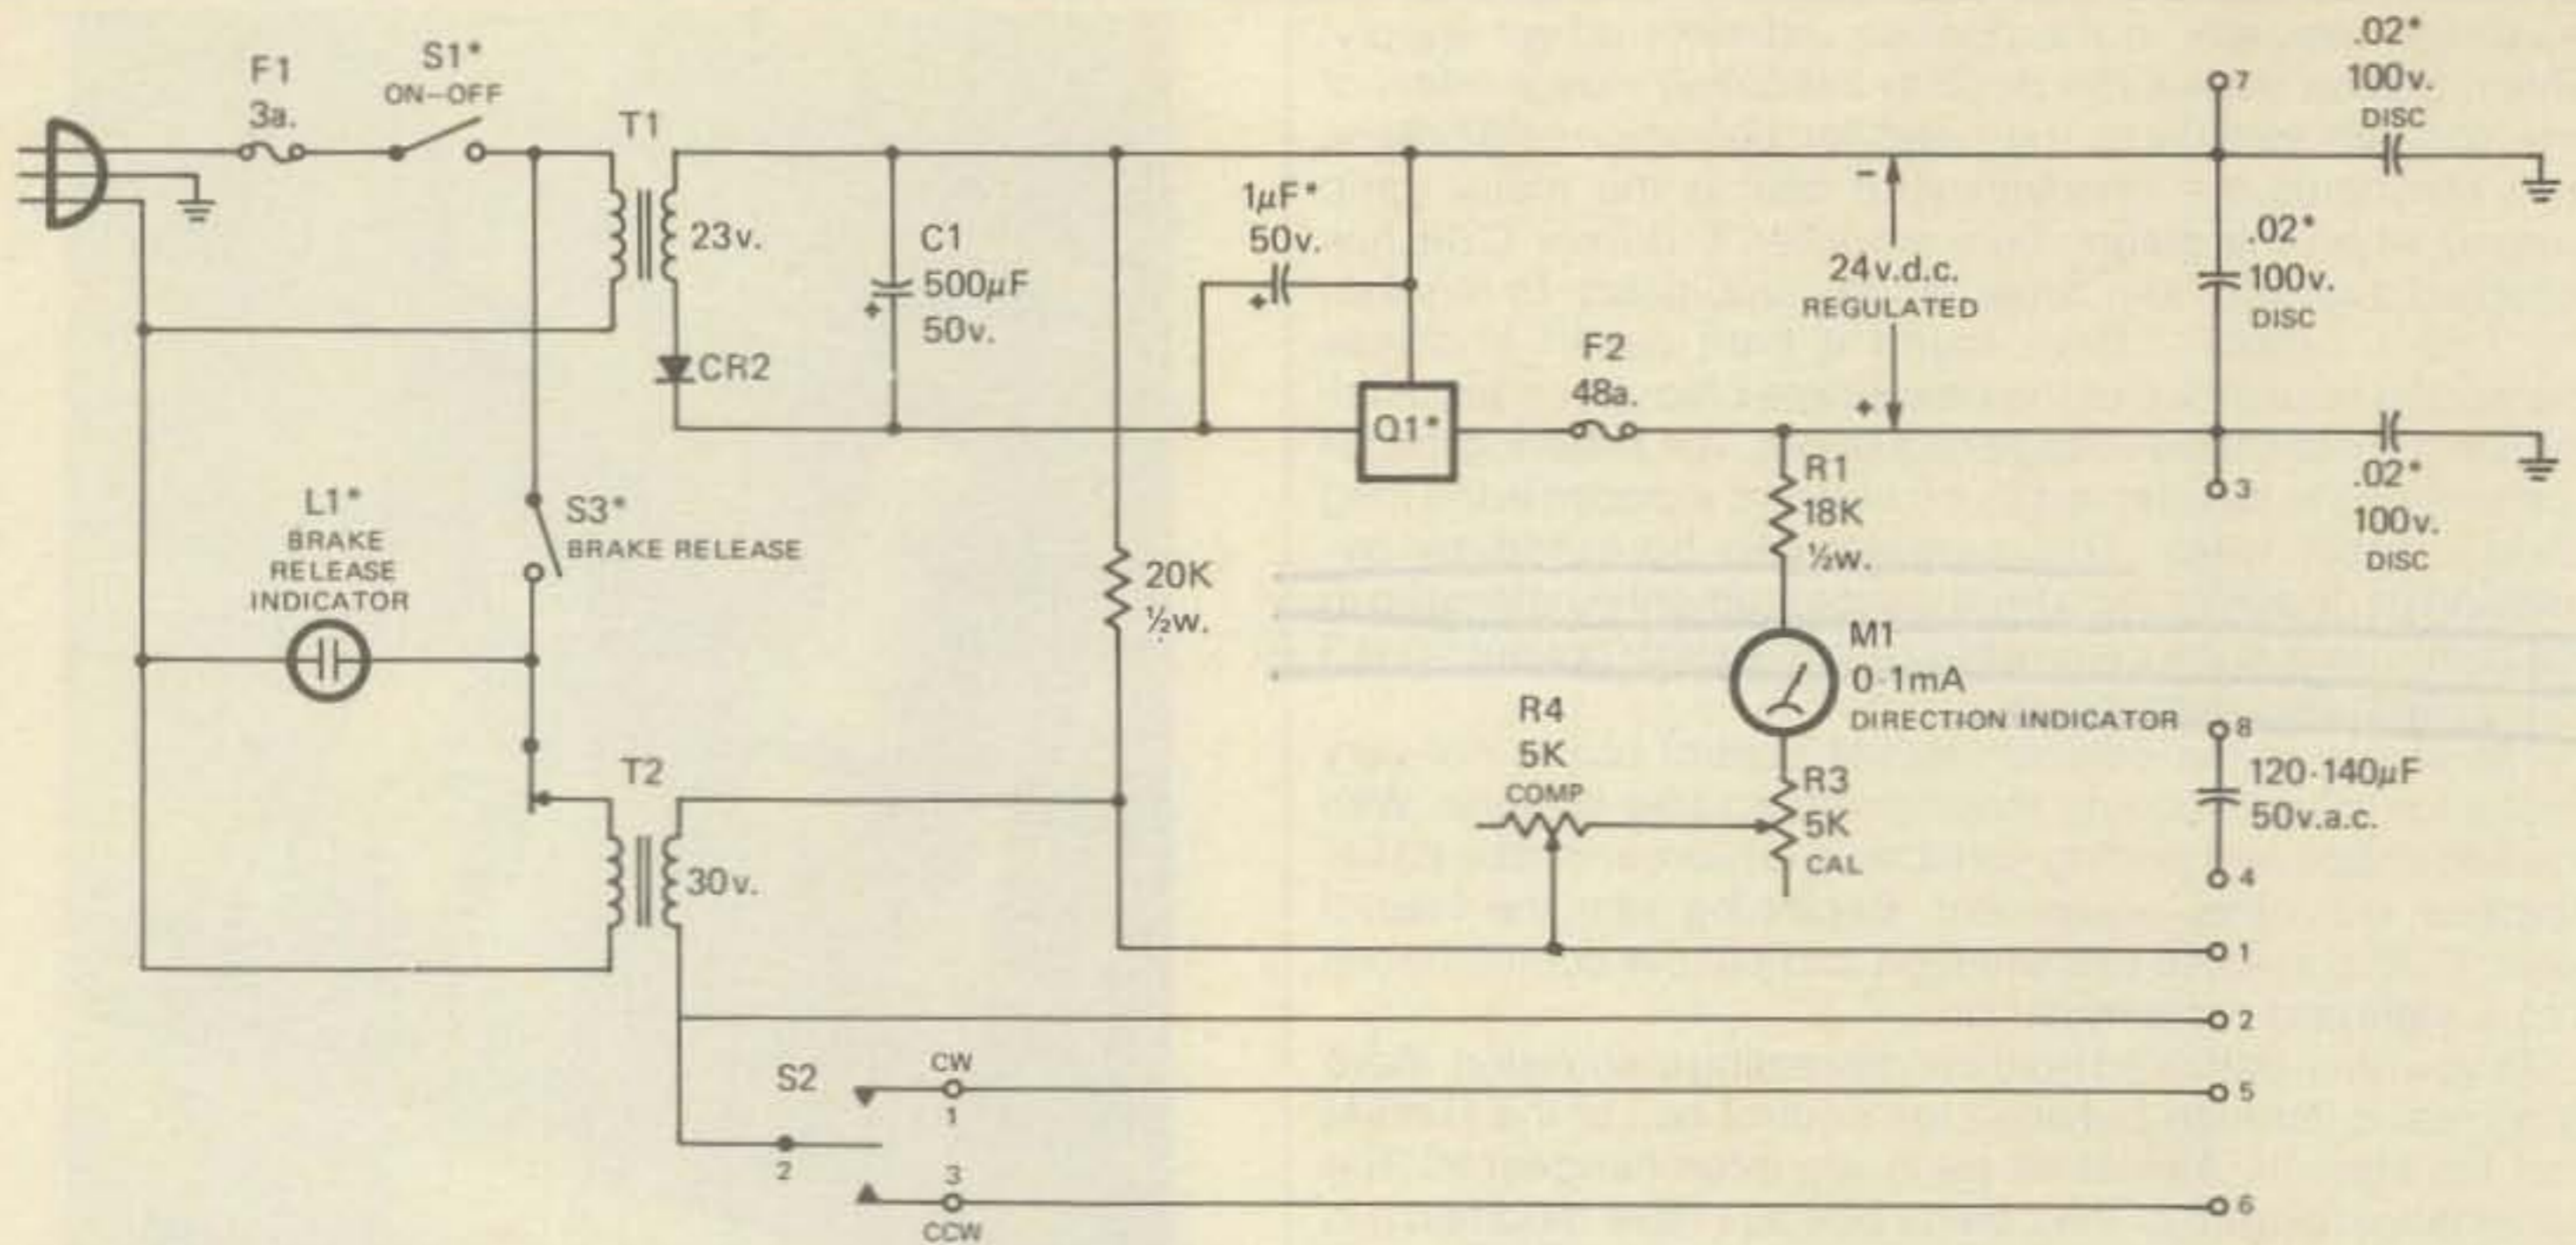 F1
3a.
S1*
ON-OFF
T1
23v.
CR2
C1
500µF
50v.
1µF*
50v.
Q1*
F2
48a.
-
24v.d.c.
REGULATED
+
7
.02*
100v.
DISC
.02*
100v.
DISC
3
.02*
100v.
DISC
L1*
BRAKE
RELEASE
INDICATOR
S3*
BRAKE RELEASE
20K
½w.
R1
18K
½w.
M1
0-1mA
DIRECTION INDICATOR
R4
5K
COMP
R3
5K
CAL
8
120-140µF
50v.a.c.
4
T2
30v.
1
2
S2
CW
1
5
2
3
CCW
6